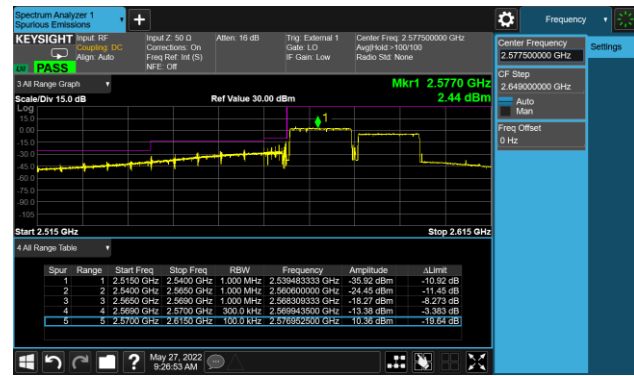 Spectrum Analyzer 1
Spurious Emissions
Frequency
KEYSIGHT Input: RF
Coupling: DC
Align: Auto
Input Z: 50 Ω
Corrections: On
Freq Ref: Int (S)
NFE: Off
Atten: 16 dB
Trig: External 1
Gate: LO
IF Gain: Low
Center Freq: 2.577500000 GHz
Avg|Hold:>100/100
Radio Std: None
PASS
Center Frequency
2.577500000 GHz
Settings
CF Step
2.649000000 GHz
Auto
Man
Freq Offset
0 Hz
3 All Range Graph
Mkr1 2.5770 GHz
Scale/Div 15.0 dB
Ref Value 30.00 dBm
2.44 dBm
Log
15.0
0.00
-15.0
-30.0
-45.0
-60.0
-75.0
-90.0
-105
1
Start 2.515 GHz
Stop 2.615 GHz
4 All Range Table
Spur Range Start Freq Stop Freq RBW Frequency Amplitude ΔLimit
1 1 2.5150 GHz 2.5400 GHz 1.000 MHz 2.539483333 GHz -35.92 dBm -10.92 dB
2 2 2.5400 GHz 2.5650 GHz 1.000 MHz 2.560600000 GHz -24.45 dBm -11.45 dB
3 3 2.5650 GHz 2.5690 GHz 1.000 MHz 2.568309333 GHz -18.27 dBm -8.273 dB
4 4 2.5690 GHz 2.5700 GHz 300.0 kHz 2.569943500 GHz -13.38 dBm -3.383 dB
5 5 2.5700 GHz 2.6150 GHz 100.0 kHz 2.576952500 GHz 10.36 dBm -19.64 dB
May 27, 2022
9:26:53 AM